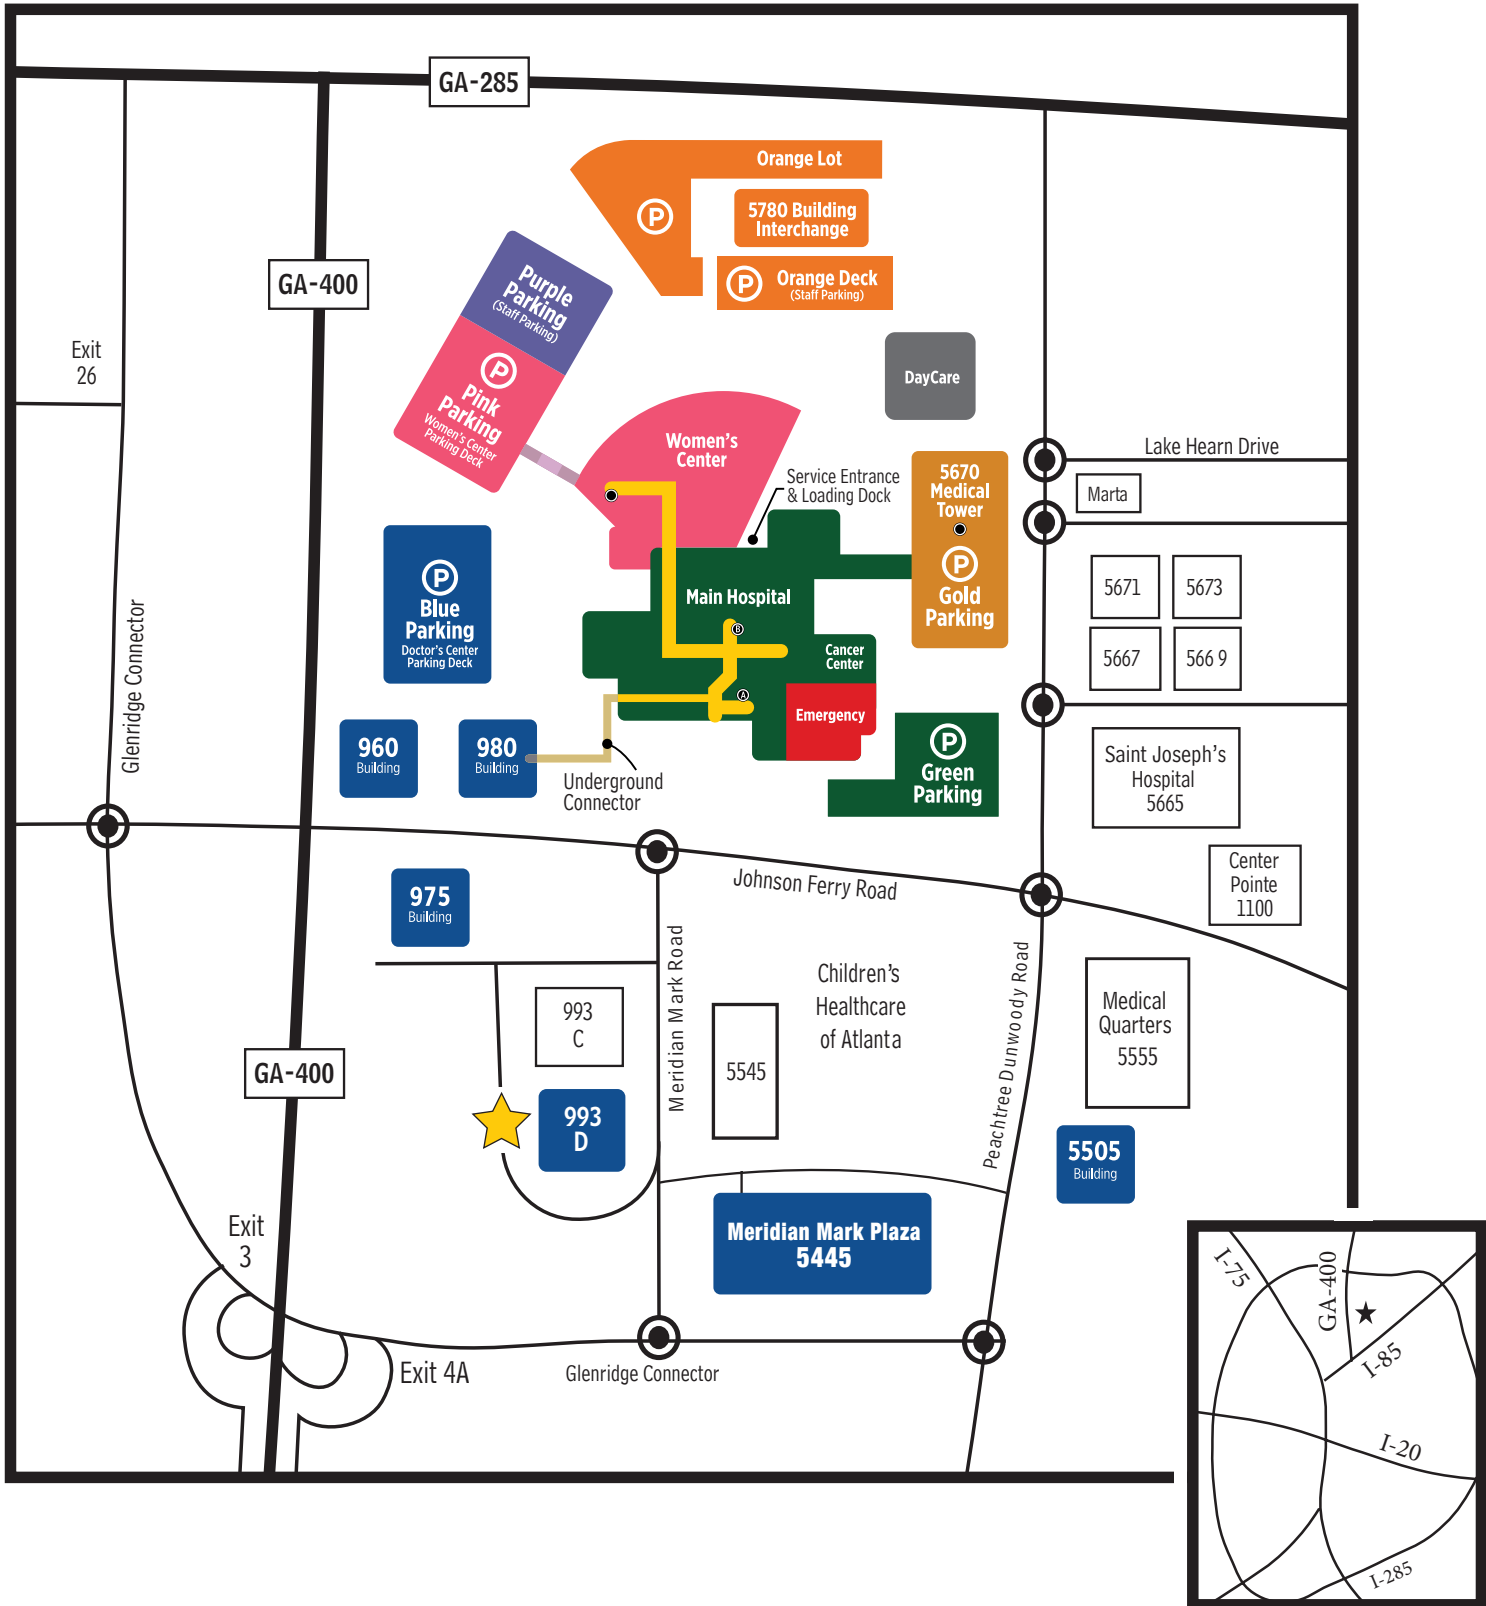 GA-285
Orange Lot
P
5780 Building
Interchange
P
Orange Deck
(Staff Parking)
GA-400
Purple
Parking
(Staff Parking)
P
Pink
Parking
Women's Center
Parking Deck
Exit
26
DayCare
Women's
Center
Service Entrance
& Loading Dock
5670
Medical
Tower
P
Gold
Parking
Lake Hearn Drive
Marta
P
Blue
Parking
Doctor's Center
Parking Deck
Main Hospital
B
Cancer
Center
A
Emergency
5671
5673
5667
566 9
Glenridge Connector
960
Building
980
Building
Underground
Connector
P
Green
Parking
Saint Joseph's
Hospital
5665
Center
Pointe
1100
Johnson Ferry Road
975
Building
Meridian Mark Road
Children's
Healthcare
of Atlanta
Peachtree Dunwoody Road
993
C
5545
Medical
Quarters
5555
GA-400
993
D
5505
Building
Meridian Mark Plaza
5445
Exit
3
Exit 4A
Glenridge Connector
I-75
GA-400
I-85
I-20
I-285